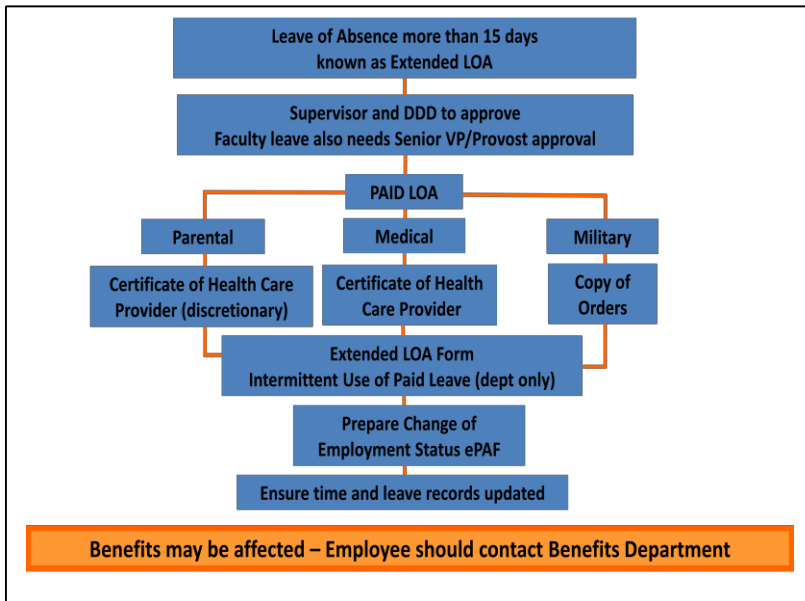 Leave of Absence more than 15 days
known as Extended LOA
Supervisor and DDD to approve
Faculty leave also needs Senior VP/Provost approval
PAID LOA
Parental
Medical
Military
Certificate of Health Care
Provider (discretionary)
Certificate of Health
Care Provider
Copy of
Orders
Extended LOA Form
Intermittent Use of Paid Leave (dept only)
Prepare Change of
Employment Status ePAF
Ensure time and leave records updated
Benefits may be affected – Employee should contact Benefits Department